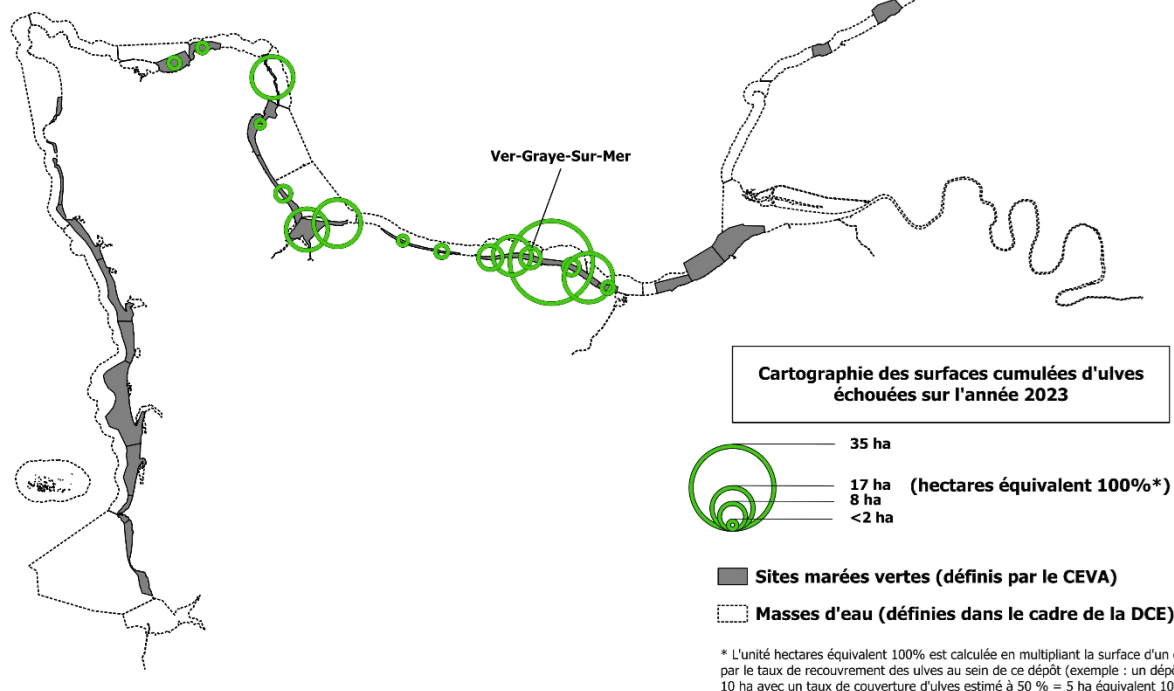 Ver-Graye-Sur-Mer
Cartographie des surfaces cumulées d'ulves
échouées sur l'année 2023
35 ha
17 ha (hectares équivalent 100%*)
8 ha
<2 ha
Sites marées vertes (définis par le CEVA)
Masses d'eau (définies dans le cadre de la DCE)
* L'unité hectares équivalent 100% est calculée en multipliant la surface d'un
par le taux de recouvrement des ulves au sein de ce dépôt (exemple : un
10 ha avec un taux de couverture d'ulves estimé à 50 % = 5 ha équivalent